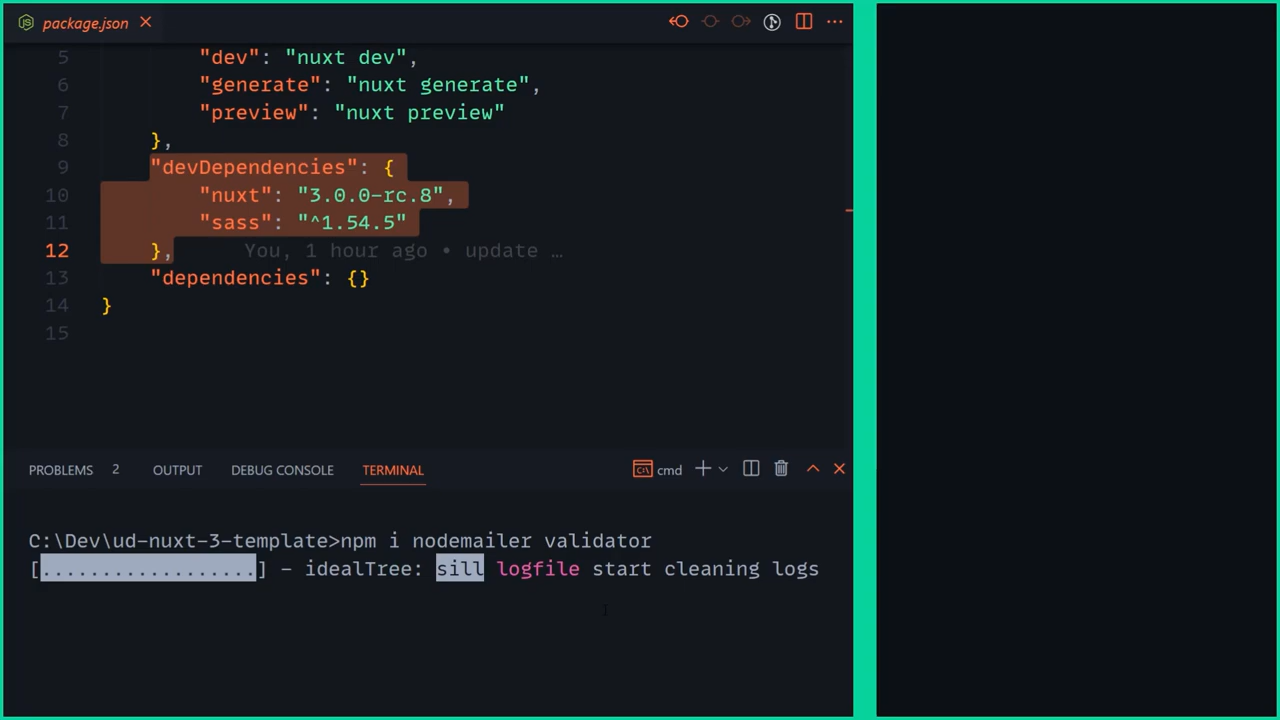 package.json
5 "dev": "nuxt dev",
6 "generate": "nuxt generate",
7 "preview": "nuxt preview"
8 },
9 "devDependencies": {
10 "nuxt": "3.0.0-rc.8",
11 "sass": "^1.54.5"
12 }, You, 1 hour ago • update …
13 "dependencies": {}
14 }
15
PROBLEMS 2 OUTPUT DEBUG CONSOLE TERMINAL cmd
C:\Dev\ud-nuxt-3-template>npm i nodemailer validator
[..................] - idealTree: sill logfile start cleaning logs